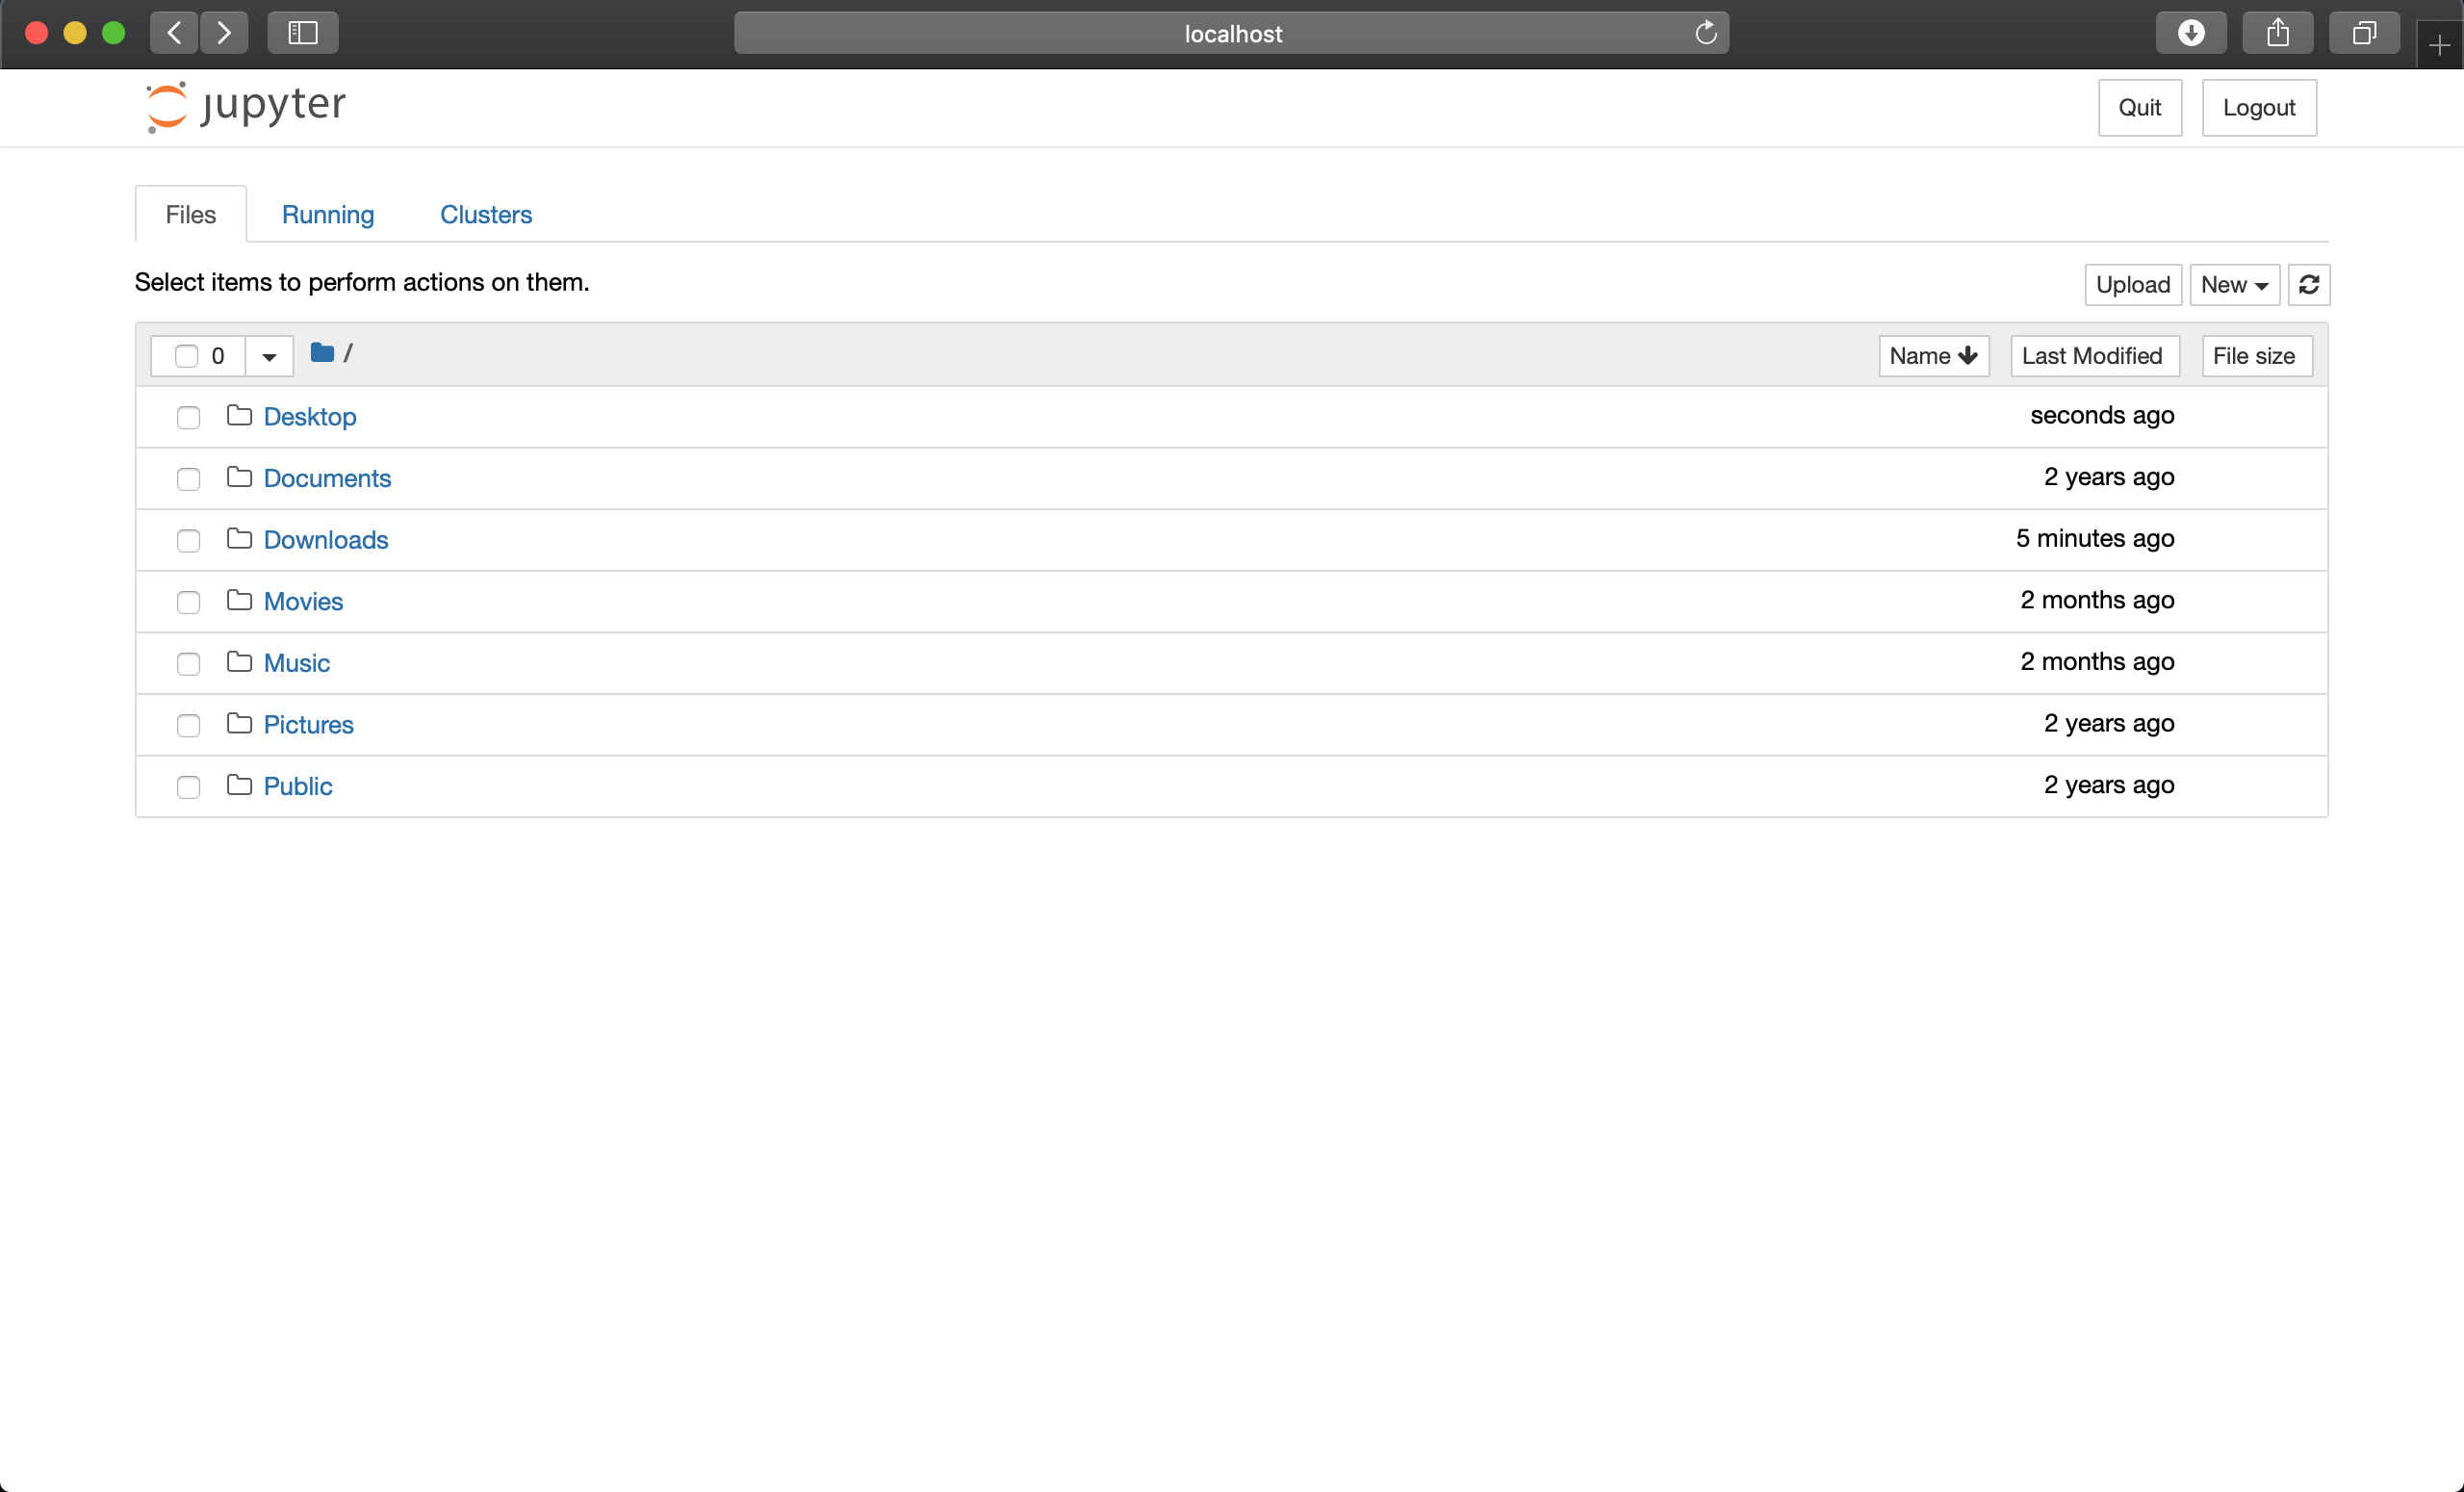 localhost
jupyter
Quit Logout
Files Running Clusters
Select items to perform actions on them.
Upload New
0 / Name Last Modified File size
Desktop seconds ago
Documents 2 years ago
Downloads 5 minutes ago
Movies 2 months ago
Music 2 months ago
Pictures 2 years ago
Public 2 years ago